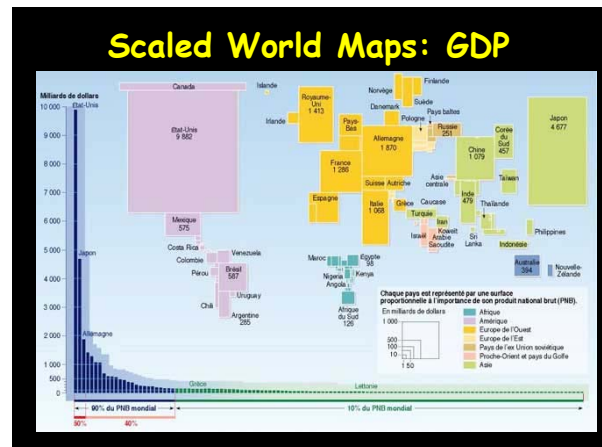 Scaled World Maps: GDP
Canada
Islande
Milliards de dollars
État-Unis
10 000
9 000
8 000
7 000
6 000
5 000
4 000
3 000
2 000
1 000
500
0
Japon
Allemagne
Grèce
Lettonie
90% du PNB mondial
10% du PNB mondial
50%
40%
État-Unis
9 882
Mexique
575
Costa Rica
Colombie
Venezuela
Pérou
Brésil
587
Chili
Uruguay
Argentine
285
Royaume-
Uni
1 413
Irlande
Norvège
Finlande
Suède
Danemark
Pays baltes
Pologne
Pays-
Bas
Allemagne
1 870
Russie
251
France
1 286
Suisse
Autriche
Espagne
Italie
1 068
Grèce
Caucase
Turquie
Asie
centrale
Israël
Iran
Koweït
Arabie
Saoudite
Chine
1 079
Corée
du
Sud
457
Japon
4 677
Taiwan
Inde
479
Thaïlande
Sri
Lanka
Indonésie
Philippines
Australie
394
Nouvelle-
Zélande
Maroc
Egypte
98
Nigeria
Kenya
Angola
Afrique
du Sud
126
Chaque pays est représenté par une surface
proportionnelle à l'importance de son produit national brut (PNB).
En milliards de dollars
1 000
500
100
1 50
Afrique
Amérique
Europe de l'Ouest
Europe de l'Est
Pays de l'ex Union soviétique
Proche-Orient et pays du Golfe
Asie